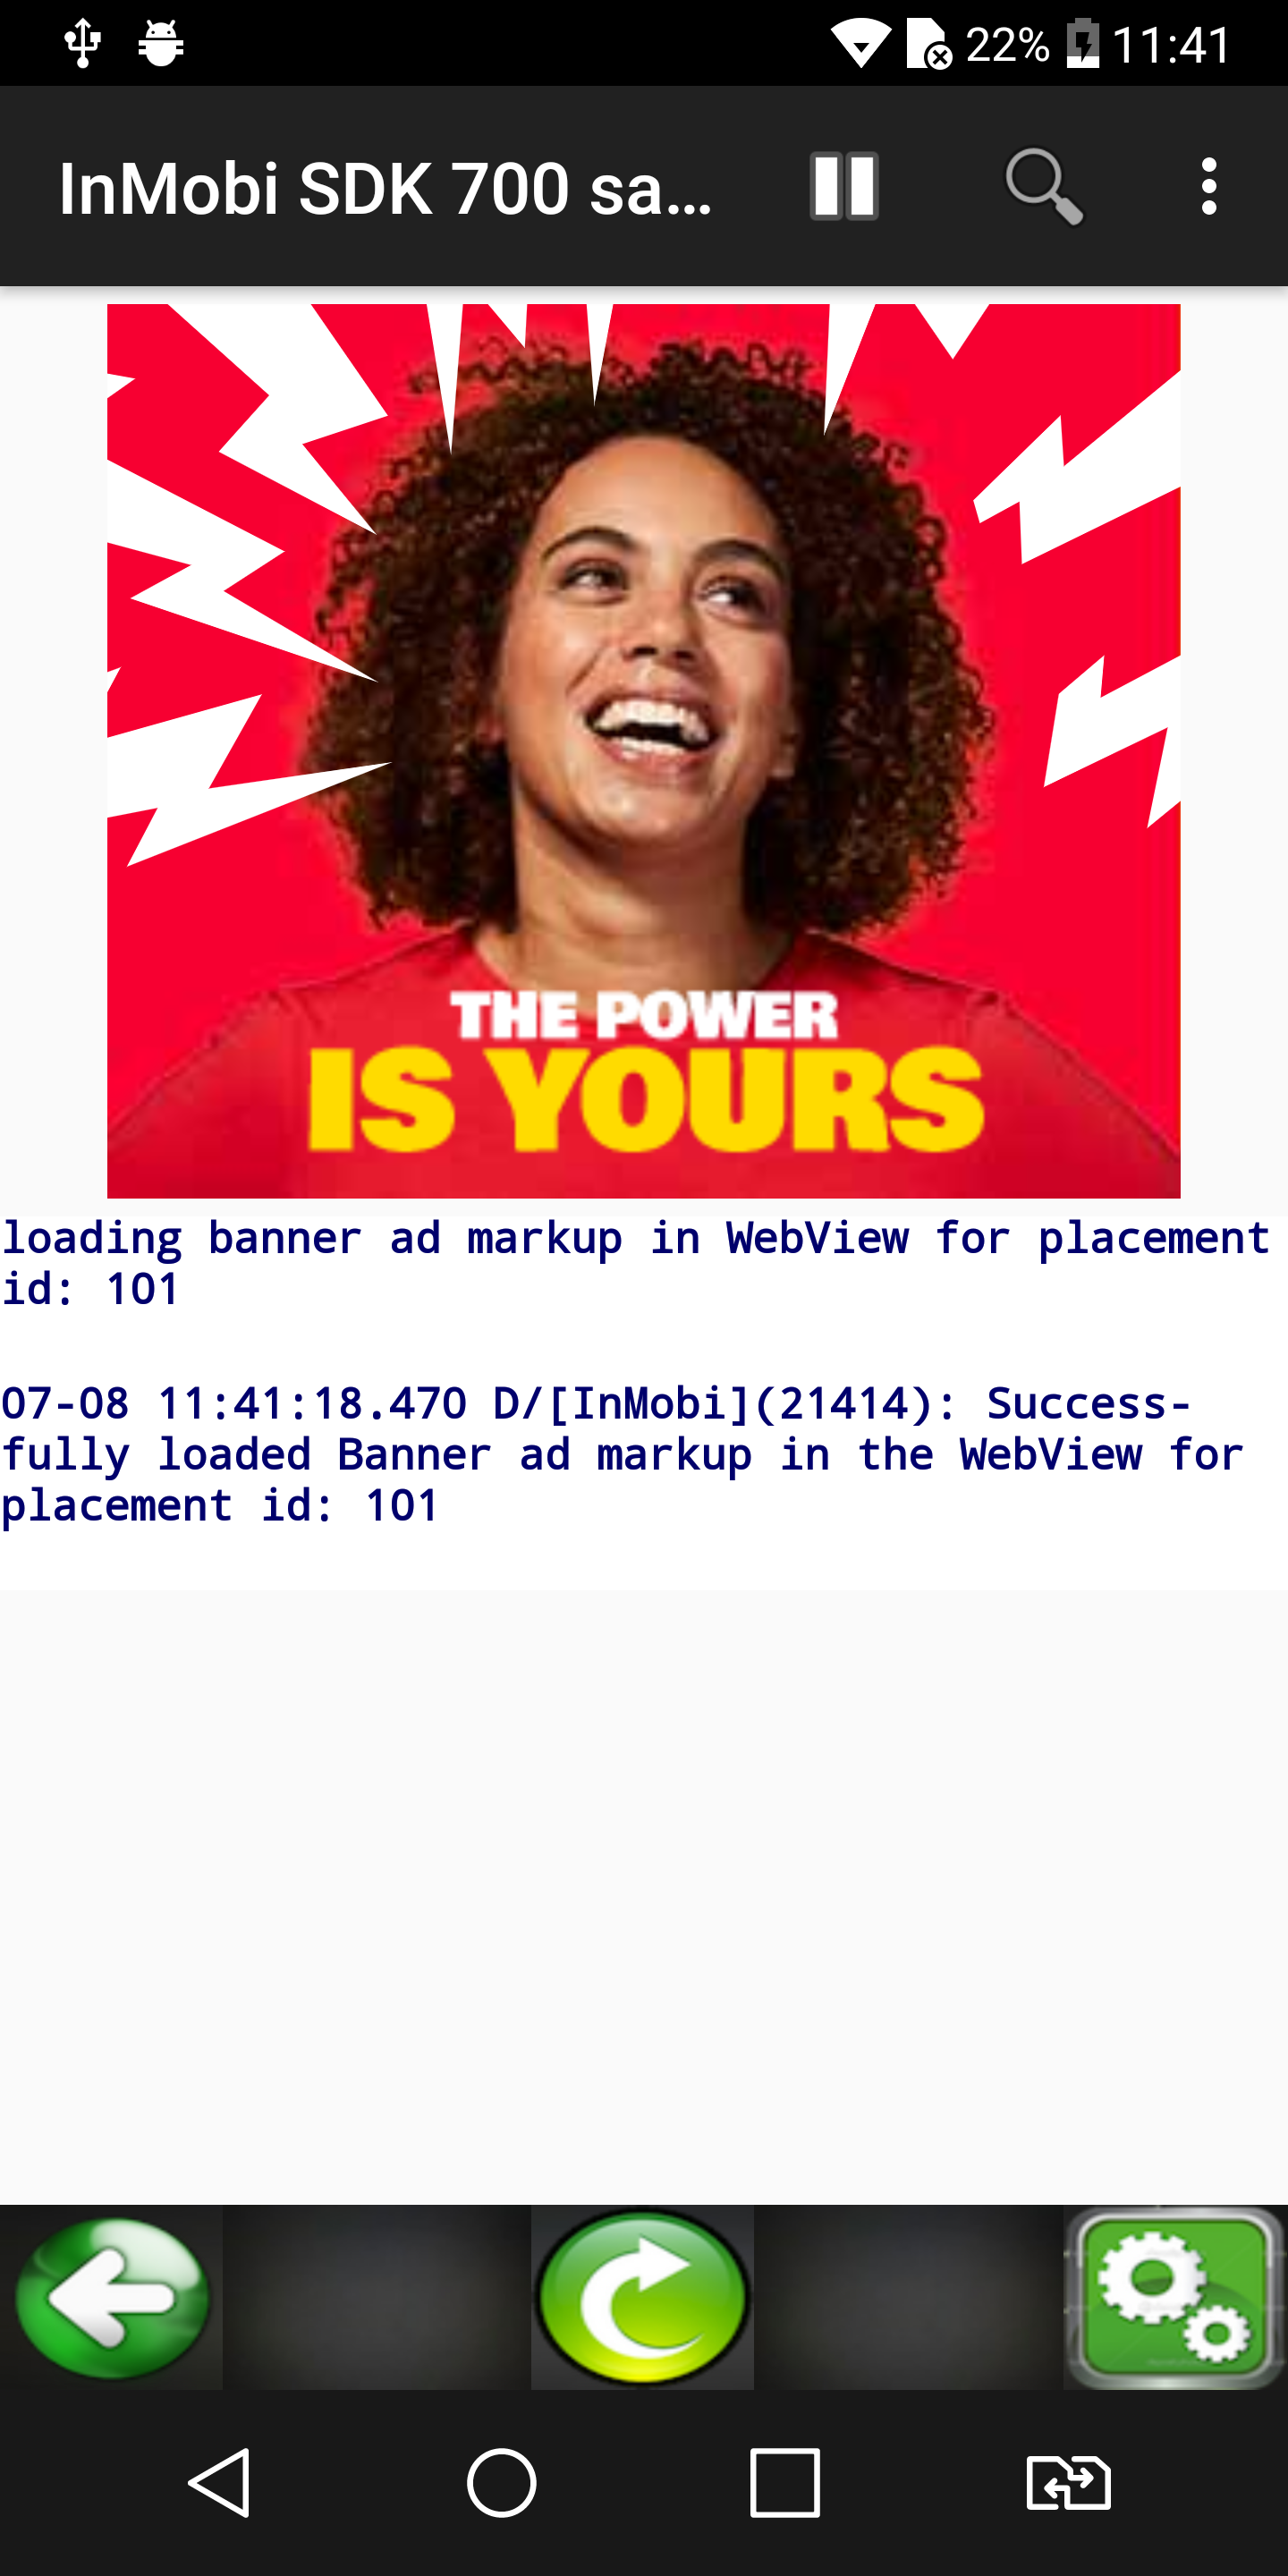 22% 11:41
InMobi SDK 700 sa...
THE POWER
IS YOURS
loading banner ad markup in WebView for placement
id: 101
07-08 11:41:18.470 D/[InMobi](21414): Success-
fully loaded Banner ad markup in the WebView for
placement id: 101